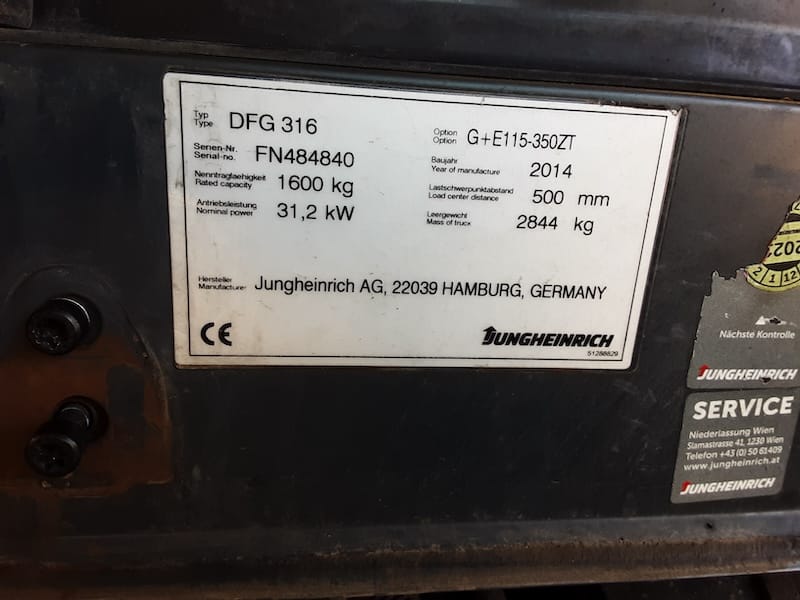 Typ
Type
DFG 316
Option
Option
G+E115-350ZT
Serien-Nr.
Serial-no.
FN484840
Baujahr
Year of manufacture
2014
Nenntragfaehigkeit
Rated capacity
1600 kg
Lastschwerpunktabstand
Load center distance
500 mm
Antriebsleistung
Nominal power
31,2 kW
Leergewicht
Mass of truck
2844 kg
Hersteller
Manufacturer
Jungheinrich AG, 22039 HAMBURG, GERMANY
CE
JUNGHEINRICH
51288829
2 1 12
Nächste Kontrolle
JUNGHEINRICH
SERVICE
Niederlassung Wien
Slamastrasse 41, 1230 Wien
Telefon +43 (0) 50 61409
www.jungheinrich.at
JUNGHEINRICH